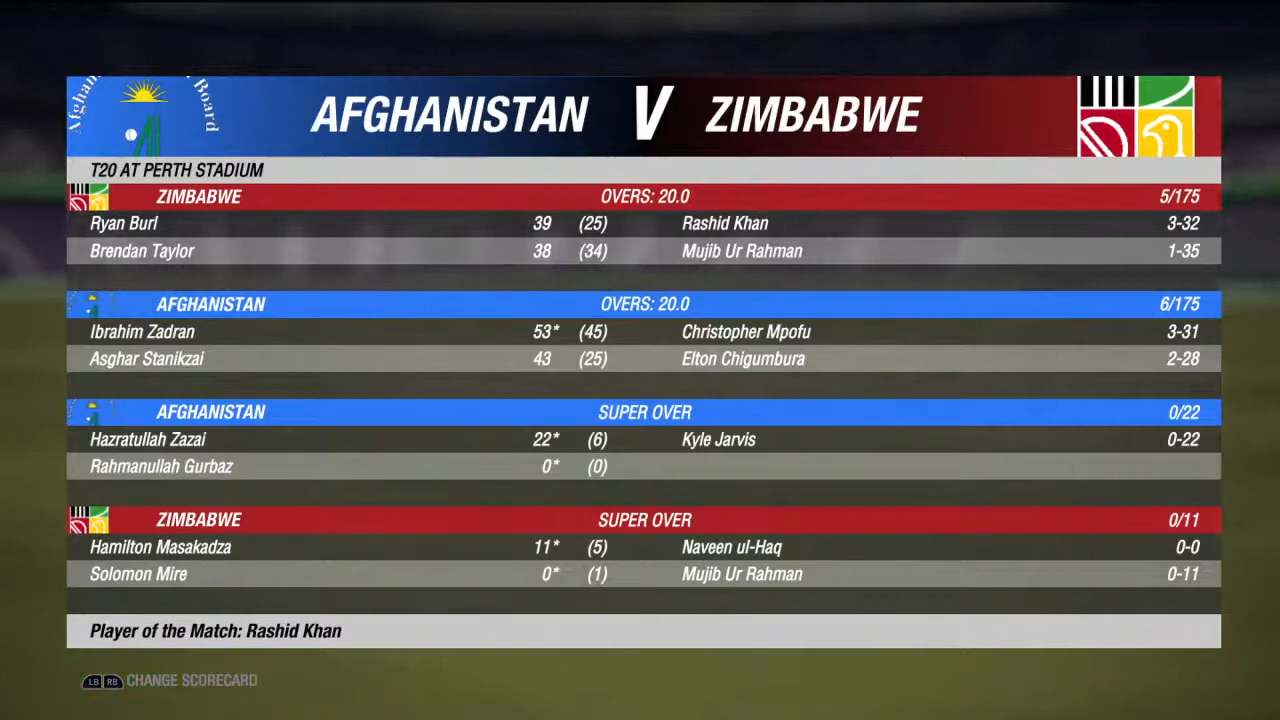 Afghan Board
AFGHANISTAN V ZIMBABWE
T20 AT PERTH STADIUM
ZIMBABWE OVERS: 20.0 5/175
Ryan Burl 39 (25) Rashid Khan 3-32
Brendan Taylor 38 (34) Mujib Ur Rahman 1-35
AFGHANISTAN OVERS: 20.0 6/175
Ibrahim Zadran 53* (45) Christopher Mpofu 3-31
Asghar Stanikzai 43 (25) Elton Chigumbura 2-28
AFGHANISTAN SUPER OVER 0/22
Hazratullah Zazai 22* (6) Kyle Jarvis 0-22
Rahmanullah Gurbaz 0* (0)
ZIMBABWE SUPER OVER 0/11
Hamilton Masakadza 11* (5) Naveen ul-Haq 0-0
Solomon Mire 0* (1) Mujib Ur Rahman 0-11
Player of the Match: Rashid Khan
LB RB CHANGE SCORECARD